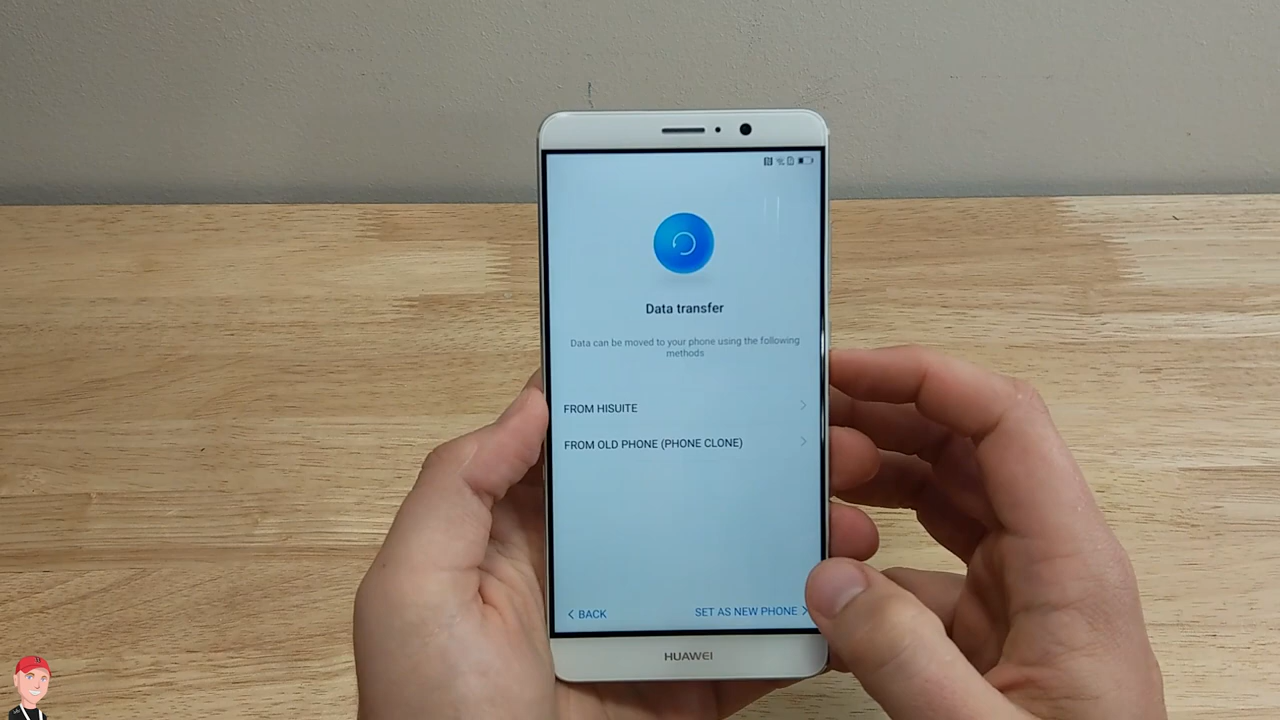 Data transfer
Data can be moved to your phone using the following
methods
FROM HISUITE
FROM OLD PHONE (PHONE CLONE)
BACK
SET AS NEW PHONE
HUAWEI